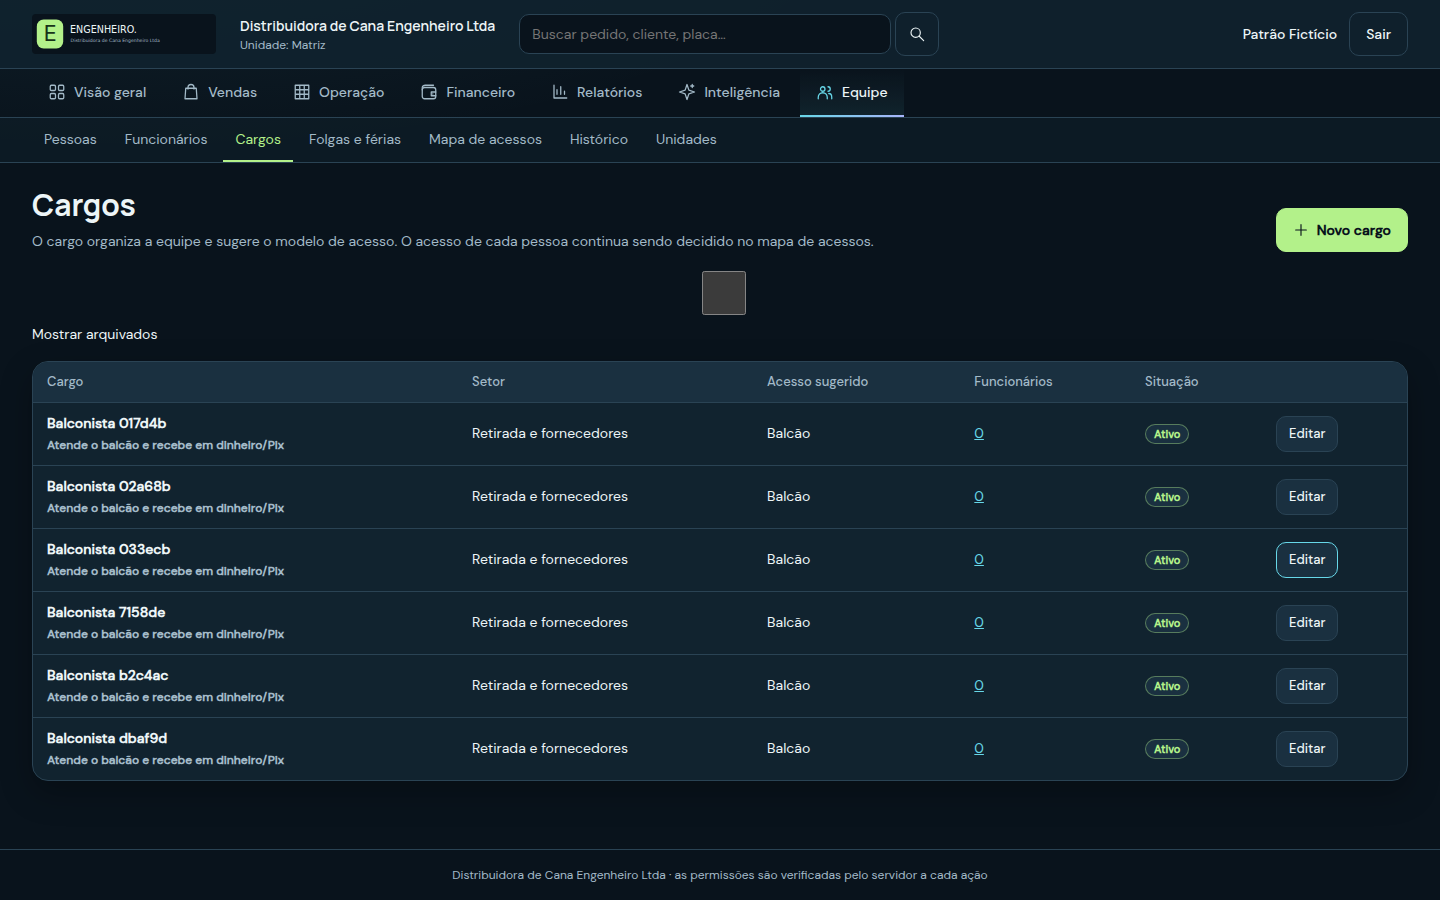 E ENGENHEIRO.
Distribuidora de Cana Engenheiro Ltda
Distribuidora de Cana Engenheiro Ltda
Unidade: Matriz
Buscar pedido, cliente, placa...
Patrão Fictício
Sair
Visão geral
Vendas
Operação
Financeiro
Relatórios
Inteligência
Equipe
Pessoas
Funcionários
Cargos
Folgas e férias
Mapa de acessos
Histórico
Unidades
Cargos
O cargo organiza a equipe e sugere o modelo de acesso. O acesso de cada pessoa continua sendo decidido no mapa de acessos.
+ Novo cargo
Mostrar arquivados
Cargo Setor Acesso sugerido Funcionários Situação
Balconista 017d4b
Atende o balcão e recebe em dinheiro/Pix
Retirada e fornecedores Balcão 0 Ativo Editar
Balconista 02a68b
Atende o balcão e recebe em dinheiro/Pix
Retirada e fornecedores Balcão 0 Ativo Editar
Balconista 033ecb
Atende o balcão e recebe em dinheiro/Pix
Retirada e fornecedores Balcão 0 Ativo Editar
Balconista 7158de
Atende o balcão e recebe em dinheiro/Pix
Retirada e fornecedores Balcão 0 Ativo Editar
Balconista b2c4ac
Atende o balcão e recebe em dinheiro/Pix
Retirada e fornecedores Balcão 0 Ativo Editar
Balconista dbaf9d
Atende o balcão e recebe em dinheiro/Pix
Retirada e fornecedores Balcão 0 Ativo Editar
Distribuidora de Cana Engenheiro Ltda · as permissões são verificadas pelo servidor a cada ação